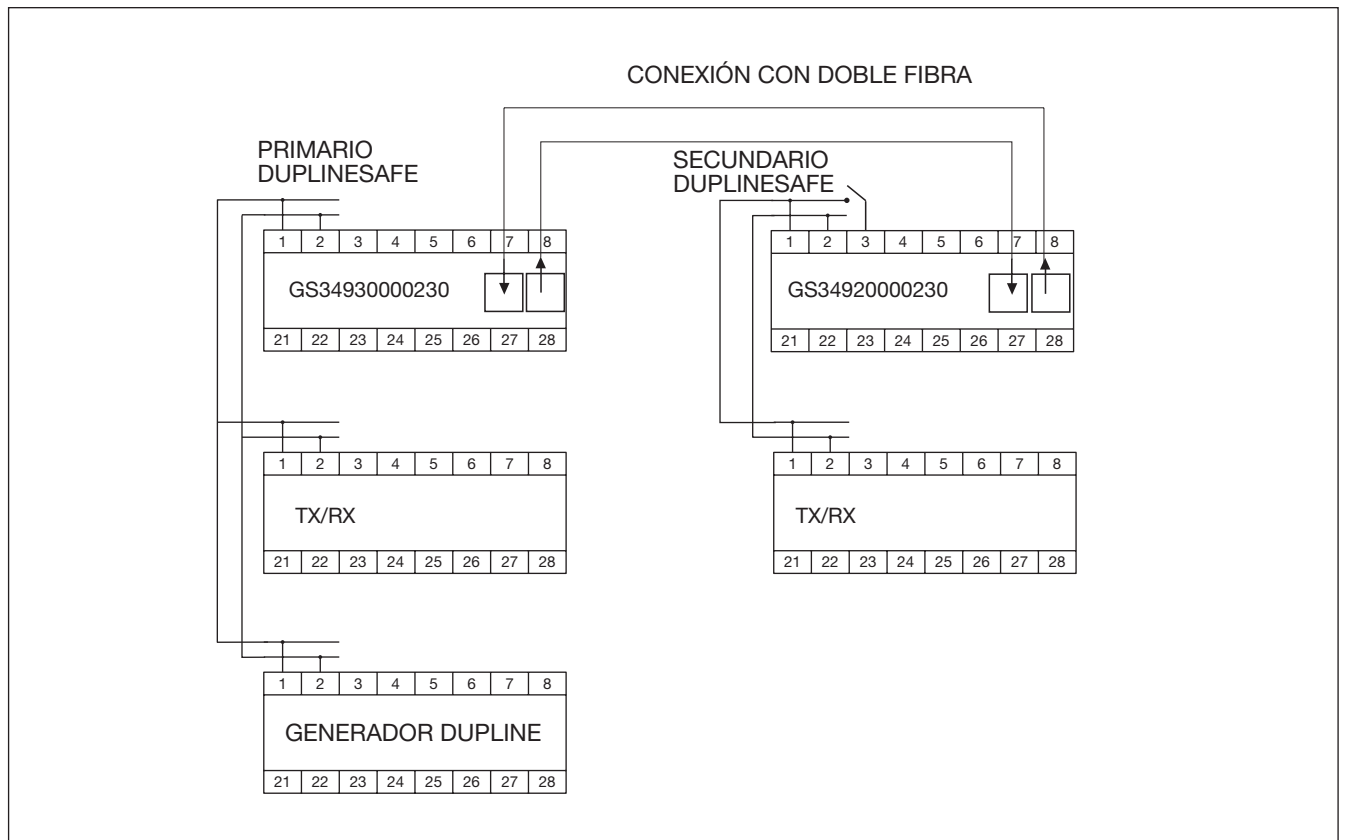 CONEXIÓN CON DOBLE FIBRA
PRIMARIO
DUPLINESAFE
SECUNDARIO
DUPLINESAFE
1 2 3 4 5 6 7 8
GS34930000230
21 22 23 24 25 26 27 28
1 2 3 4 5 6 7 8
GS34920000230
21 22 23 24 25 26 27 28
1 2 3 4 5 6 7 8
TX/RX
21 22 23 24 25 26 27 28
1 2 3 4 5 6 7 8
TX/RX
21 22 23 24 25 26 27 28
1 2 3 4 5 6 7 8
GENERADOR DUPLINE
21 22 23 24 25 26 27 28